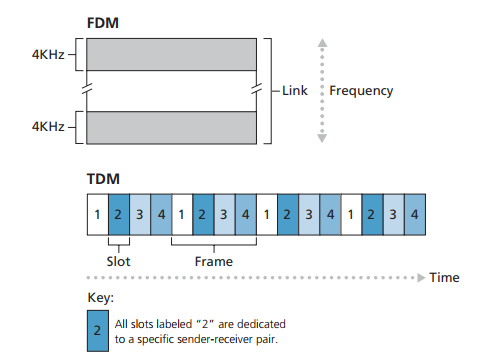 FDM
4KHz
Link
Frequency
4KHz
TDM
1 2 3 4 1 2 3 4 1 2 3 4 1 2 3 4
Slot
Frame
Time
Key:
2
All slots labeled “2” are dedicated
to a specific sender-receiver pair.